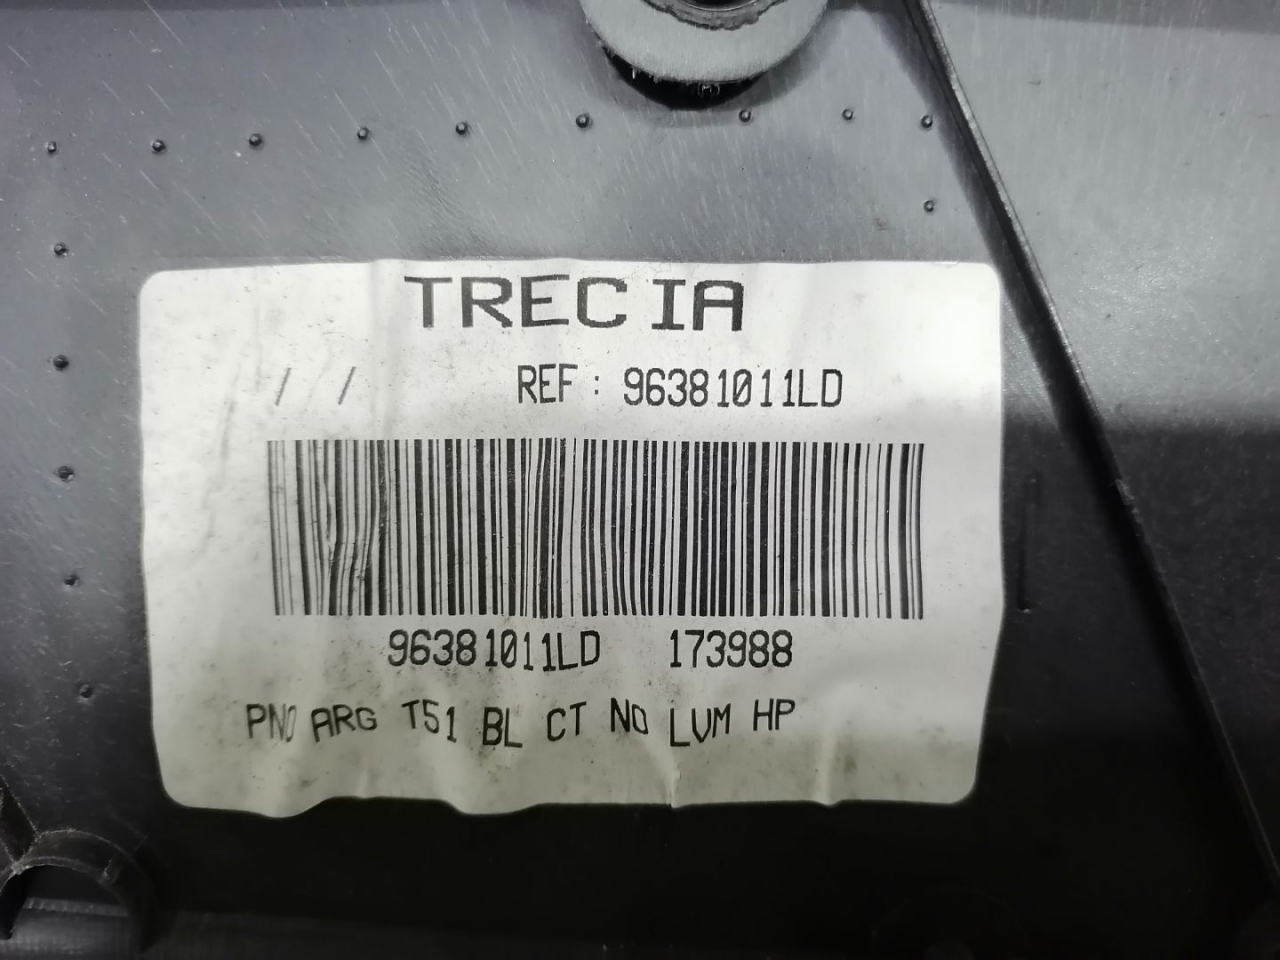 TRECIA
/ / REF : 96381011LD
96381011LD 173988
PNO ARG T51 BL CT NO LVM HP